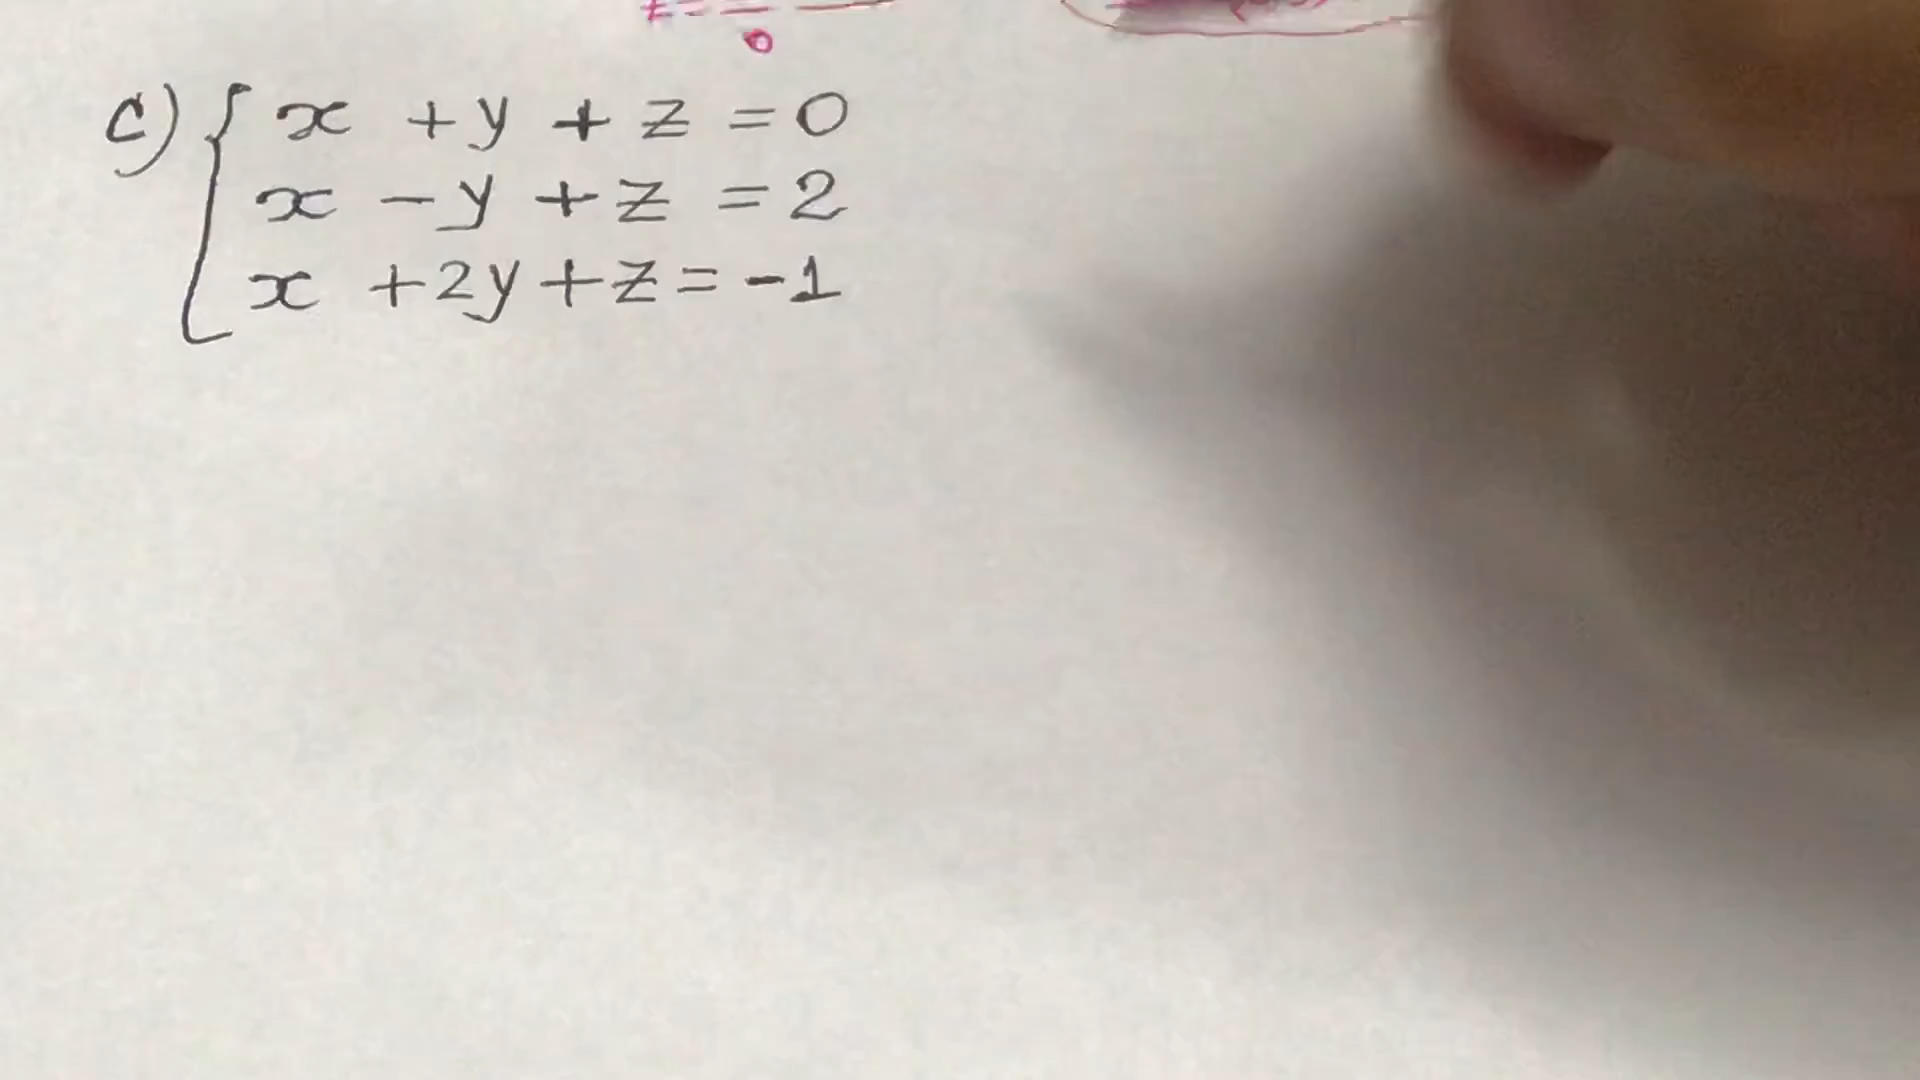 c) { x + y + z = 0
x - y + z = 2
x + 2y + z = -1